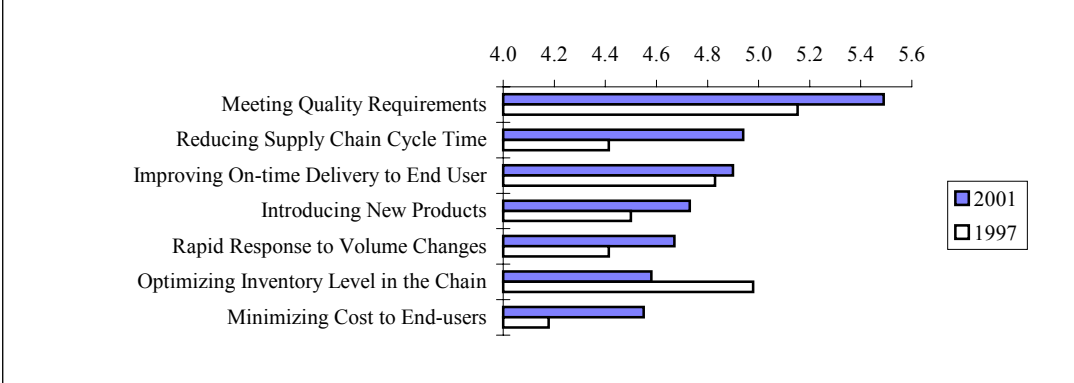 4.0 4.2 4.4 4.6 4.8 5.0 5.2 5.4 5.6
Meeting Quality Requirements
Reducing Supply Chain Cycle Time
Improving On-time Delivery to End User
Introducing New Products
Rapid Response to Volume Changes
Optimizing Inventory Level in the Chain
Minimizing Cost to End-users
2001
1997